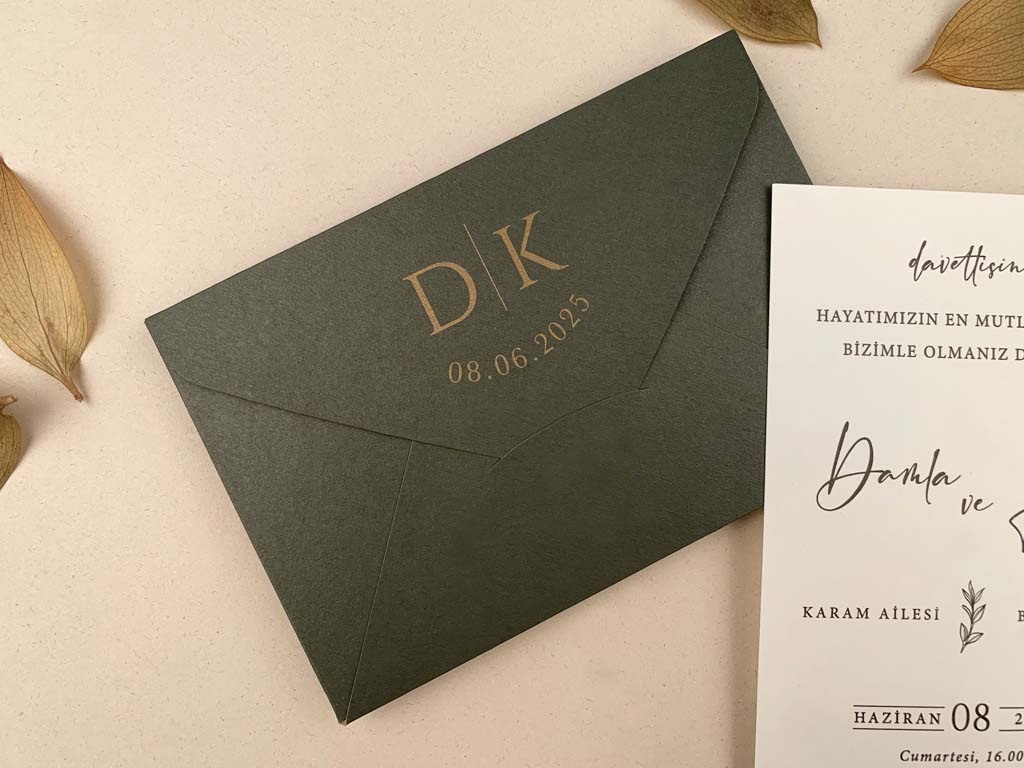 D|K
08.06.2025
davettisin
HAYATIMIZIN EN MUTL
BİZİMLE OLMANIZ D
Damla ve
KARAM AİLESİ
HAZİRAN 08 2
Cumartesi, 16.00